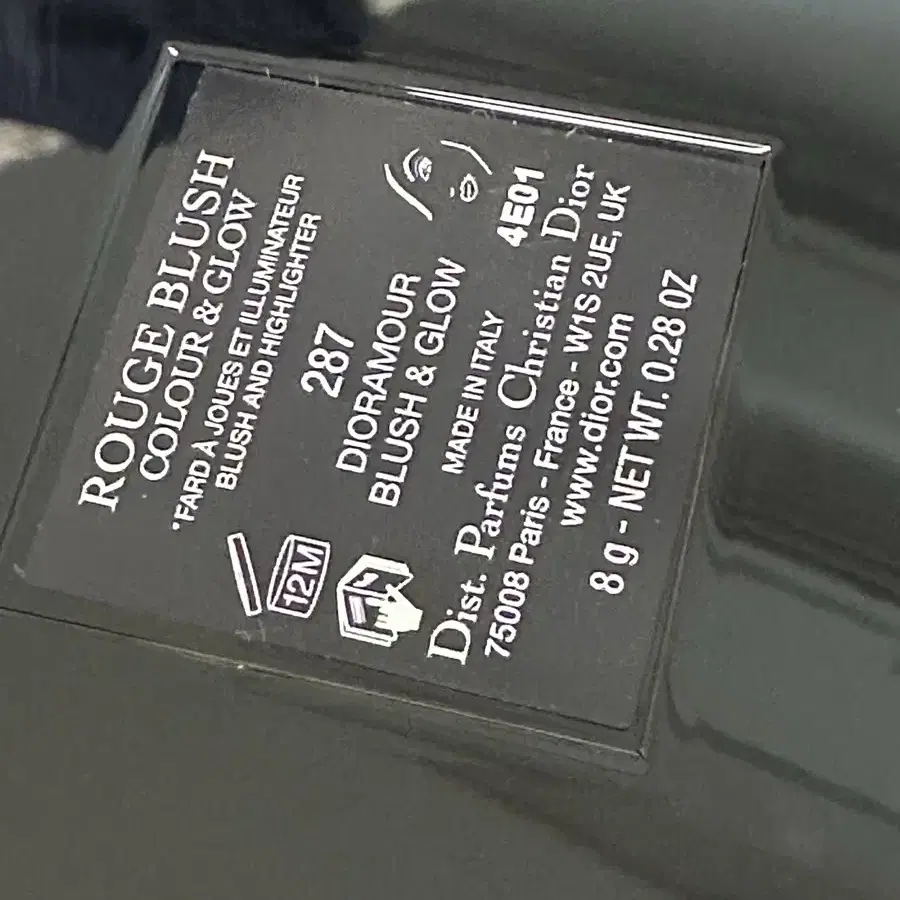 ROUGE BLUSH
COLOUR & GLOW
*FARD À JOUES ET ILLUMINATEUR
BLUSH AND HIGHLIGHTER
287
DIORAMOUR
BLUSH & GLOW
12M
MADE IN ITALY
4E01
Dist. Parfums Christian Dior
75008 Paris - France - W1S 2UE, UK
www.dior.com
8 g - NET WT. 0.28 OZ